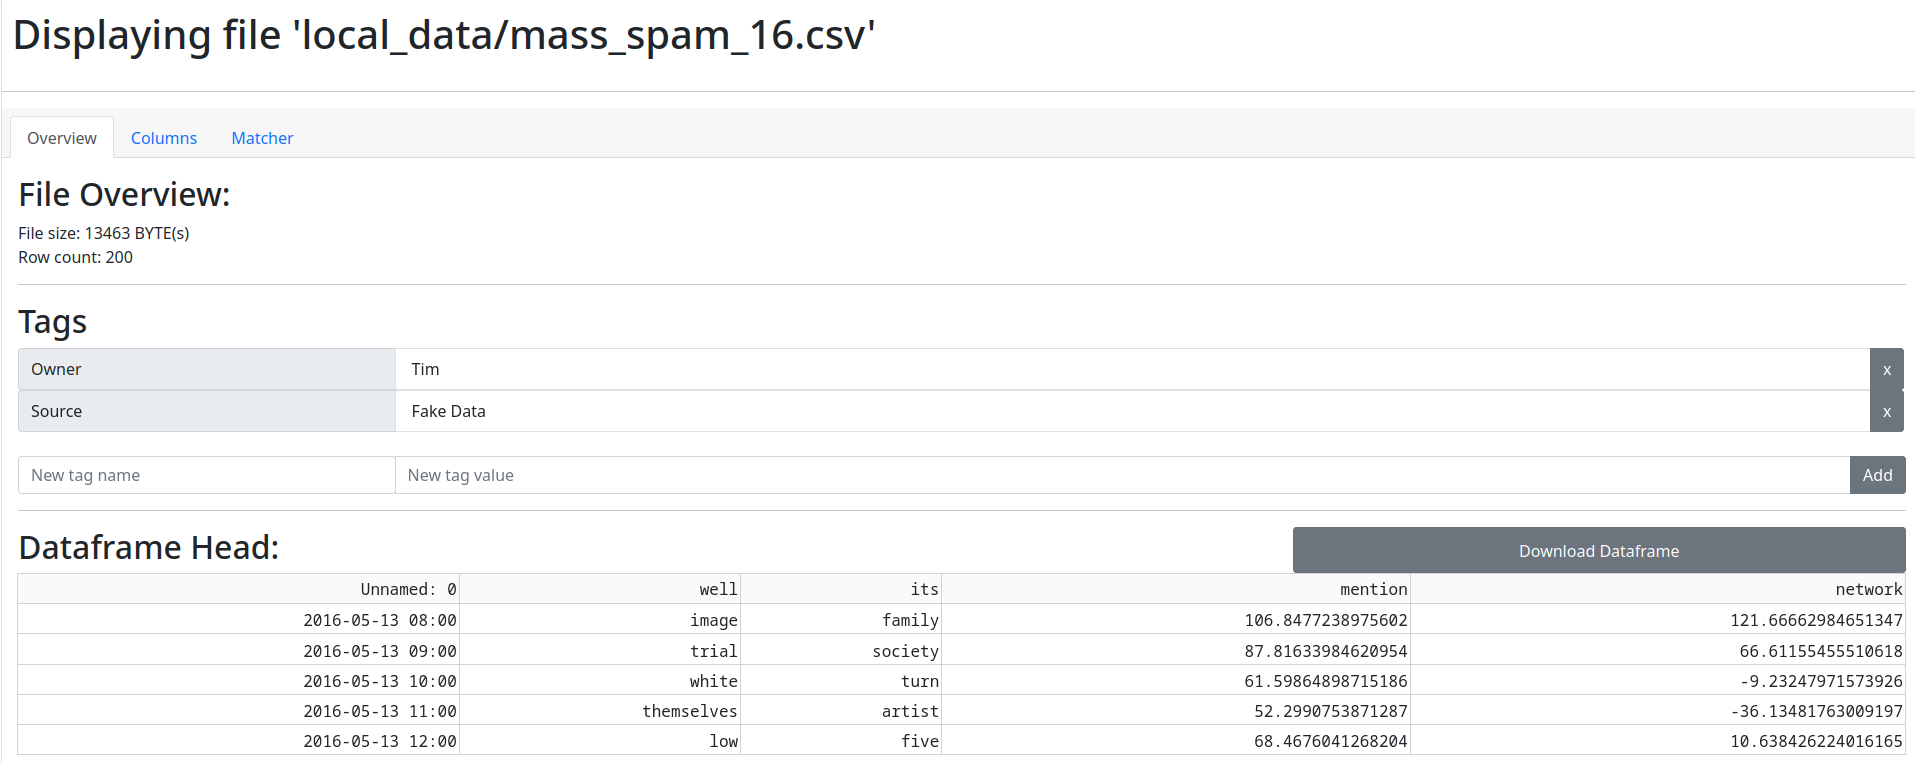 Displaying file 'local_data/mass_spam_16.csv'
Overview Columns Matcher
File Overview:
File size: 13463 BYTE(s)
Row count: 200
Tags
Owner Tim x
Source Fake Data x
New tag name New tag value Add
Dataframe Head: Download Dataframe
Unnamed: 0 well its mention network
2016-05-13 08:00 image family 106.8477238975602 121.66662984651347
2016-05-13 09:00 trial society 87.81633984620954 66.61155455510618
2016-05-13 10:00 white turn 61.59864898715186 -9.23247971573926
2016-05-13 11:00 themselves artist 52.2990753871287 -36.13481763009197
2016-05-13 12:00 low five 68.4676041268204 10.638426224016165